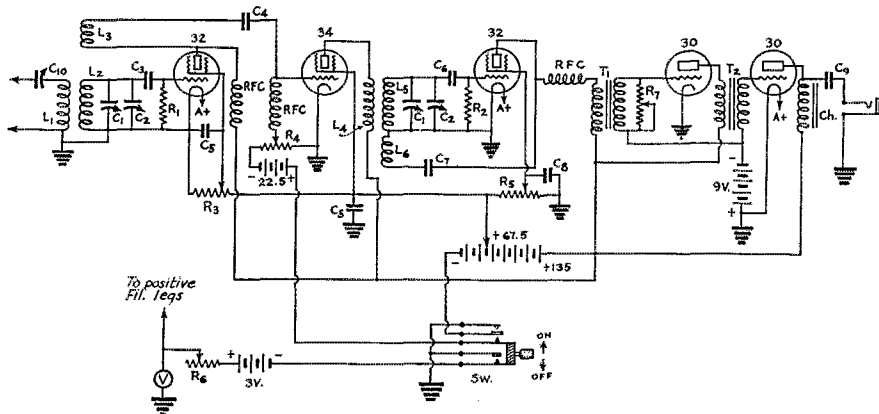 C4
L3
32
34
32
RFC
30
30
C10
L2
C3
L1
C1
C2
R1
A+
C5
RFC
RFC
R4
- 22.5 +
L4
L5
C6
C1
C2
R2
A+
L6
C7
C8
T1
R7
T2
A+
C9
Ch.
- 9V. +
R3
C5
R5
+67.5
-
+135
To positive
Fil. legs
V
R6
+ -
3V.
SW.
ON
OFF